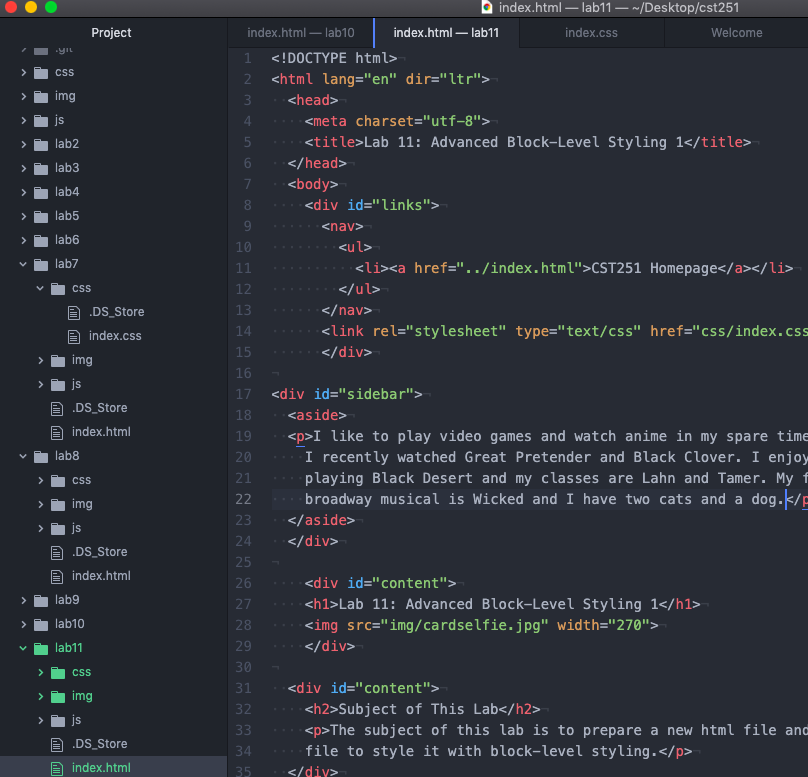 index.html — lab11 — ~/Desktop/cst251
Project
index.html — lab10
index.html — lab11
index.css
Welcome
.git
css
img
js
lab2
lab3
lab4
lab5
lab6
lab7
css
.DS_Store
index.css
img
js
.DS_Store
index.html
lab8
css
img
js
.DS_Store
index.html
lab9
lab10
lab11
css
img
js
.DS_Store
index.html
1 <!DOCTYPE html>
2 <html lang="en" dir="ltr">
3 <head>
4 <meta charset="utf-8">
5 <title>Lab 11: Advanced Block-Level Styling 1</title>
6 </head>
7 <body>
8 <div id="links">
9 <nav>
10 <ul>
11 <li><a href="../index.html">CST251 Homepage</a></li>
12 </ul>
13 </nav>
14 <link rel="stylesheet" type="text/css" href="css/index.css
15 </div>
16
17 <div id="sidebar">
18 <aside>
19 <p>I like to play video games and watch anime in my spare time
20 I recently watched Great Pretender and Black Clover. I enjoy
21 playing Black Desert and my classes are Lahn and Tamer. My f
22 broadway musical is Wicked and I have two cats and a dog.</p
23 </aside>
24 </div>
25
26 <div id="content">
27 <h1>Lab 11: Advanced Block-Level Styling 1</h1>
28 <img src="img/cardselfie.jpg" width="270">
29 </div>
30
31 <div id="content">
32 <h2>Subject of This Lab</h2>
33 <p>The subject of this lab is to prepare a new html file and
34 file to style it with block-level styling.</p>
35 </div>